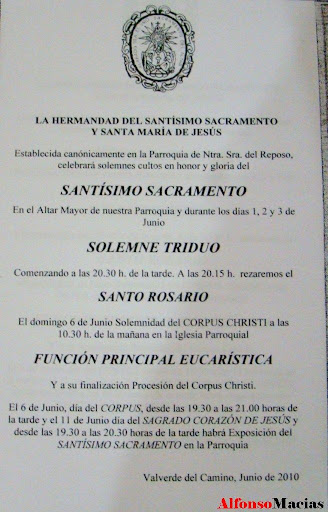 LA HERMANDAD DEL SANTÍSIMO SACRAMENTO
Y SANTA MARÍA DE JESÚS
Establecida canónicamente en la Parroquia de Ntra. Sra. del Reposo,
celebrará solemnes cultos en honor y gloria del
SANTÍSIMO SACRAMENTO
En el Altar Mayor de nuestra Parroquia y durante los días 1, 2 y 3 de
Junio
SOLEMNE TRIDUO
Comenzando a las 20.30 h. de la tarde. A las 20.15 h. rezaremos el
SANTO ROSARIO
El domingo 6 de Junio Solemnidad del CORPUS CHRISTI a las
10.30 h. de la mañana en la Iglesia Parroquial
FUNCIÓN PRINCIPAL EUCARÍSTICA
Y a su finalización Procesión del Corpus Christi.
El 6 de Junio, día del CORPUS, desde las 19.30 a las 21.00 horas de
la tarde y el 11 de Junio día del SAGRADO CORAZÓN DE JESÚS y
desde las 19.30 a las 20.30 horas de la tarde habrá Exposición del
SANTÍSIMO SACRAMENTO en la Parroquia
Valverde del Camino, Junio de 2010
AlfonsoMacias